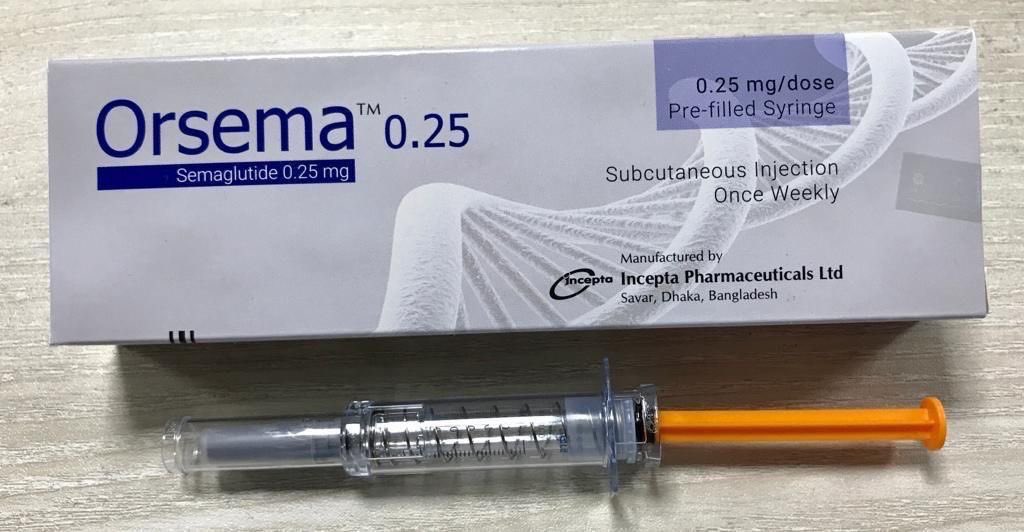 Orsema™ 0.25
Semaglutide 0.25 mg
0.25 mg/dose
Pre-filled Syringe
Subcutaneous Injection
Once Weekly
Manufactured by
incepta Incepta Pharmaceuticals Ltd
Savar, Dhaka, Bangladesh